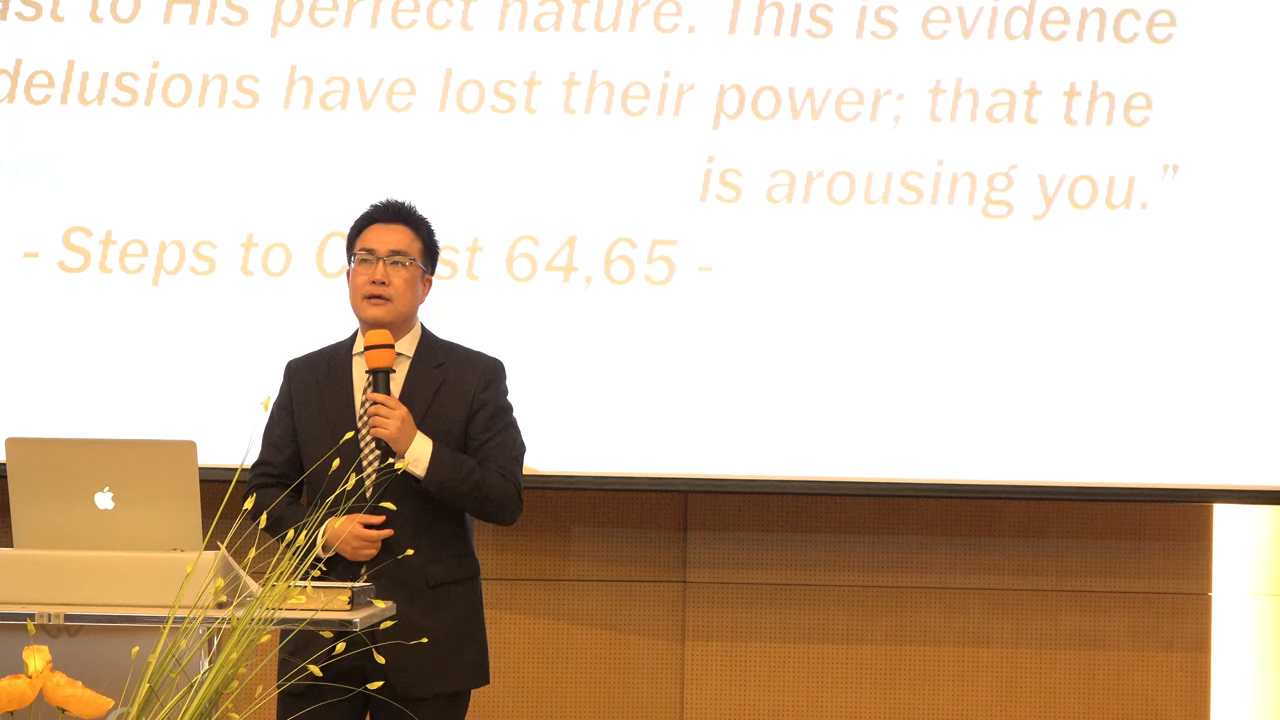 to His perfect nature. This is evidence
delusions have lost their power; that the
is arousing you.”
- Steps to 64,65 -